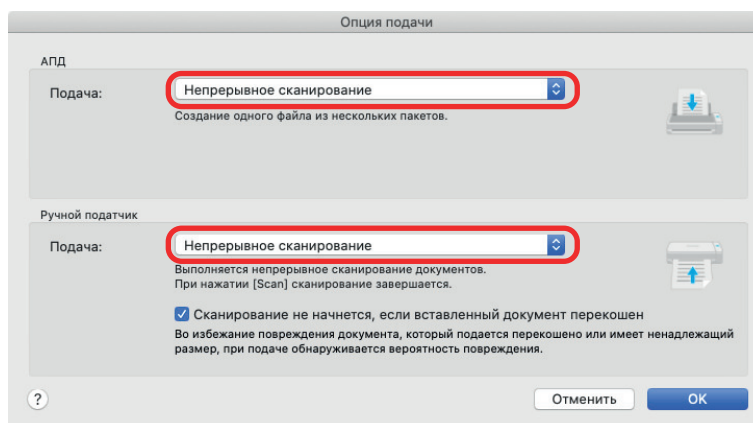 Опция подачи
АПД
Подача:
Непрерывное сканирование
Создание одного файла из нескольких пакетов.
Ручной податчик
Подача:
Непрерывное сканирование
Выполняется непрерывное сканирование документов.
При нажатии [Scan] сканирование завершается.
Сканирование не начнется, если вставленный документ перекошен
Во избежание повреждения документа, который подается перекошено или имеет ненадлежащий
размер, при подаче обнаруживается вероятность повреждения.
?
Отменить
OK